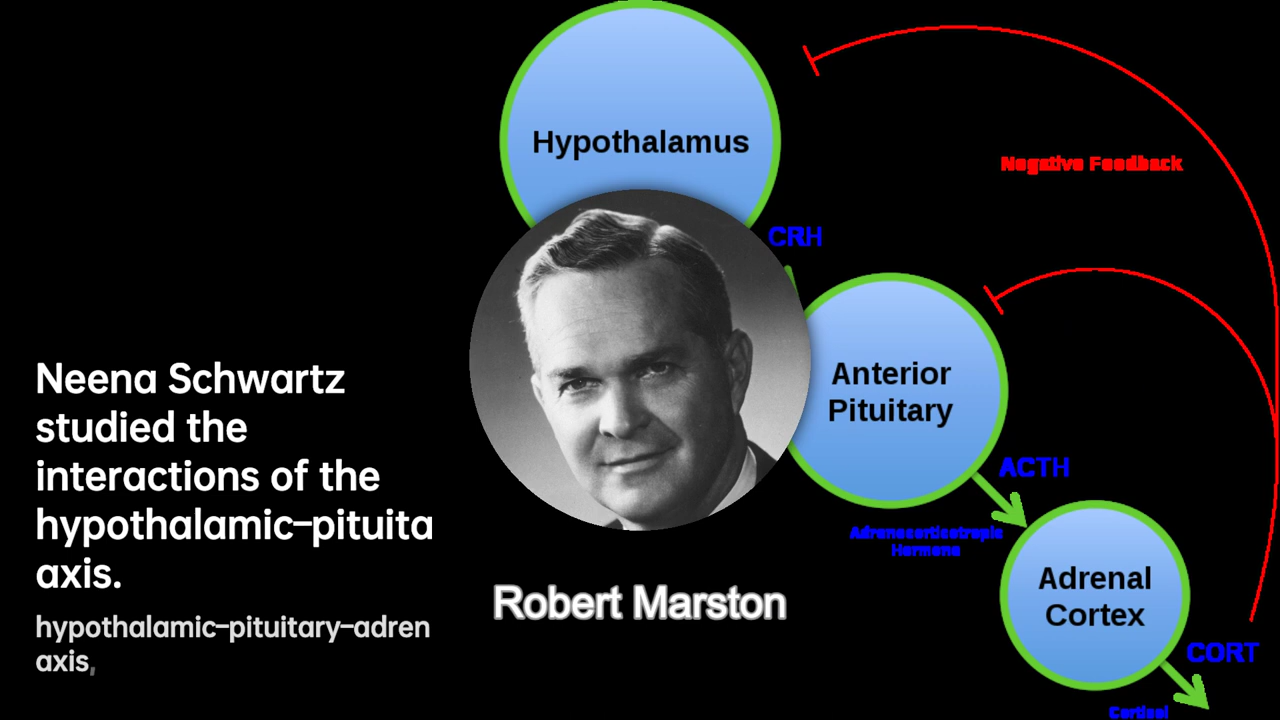 Hypothalamus
Negative Feedback
CRH
Anterior
Pituitary
ACTH
Adrenocorticotropic
Hormone
Adrenal
Cortex
CORT
Cortisol
Neena Schwartz
studied the
interactions of the
hypothalamic–pituita
axis.
hypothalamic–pituitary–adren
axis,
Robert Marston